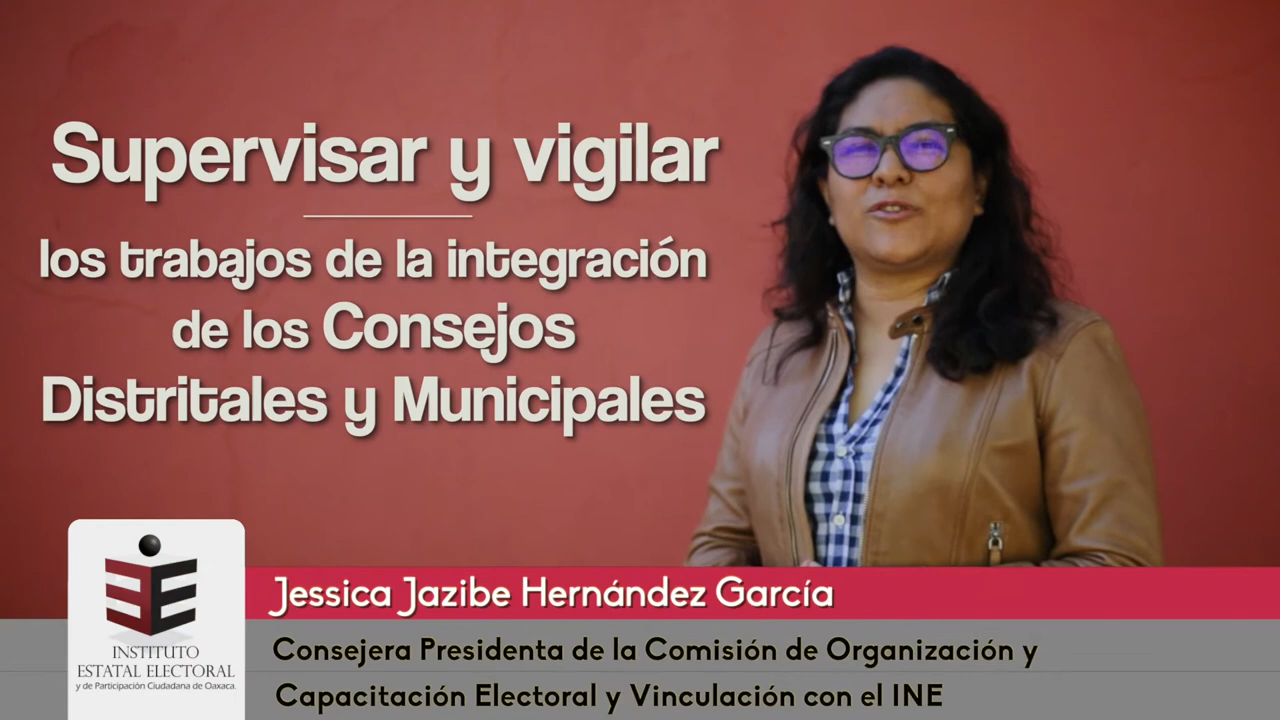 Supervisar y vigilar
los trabajos de la integración
de los Consejos
Distritales y Municipales
Jessica Jazibe Hernández García
Consejera Presidenta de la Comisión de Organización y
Capacitación Electoral y Vinculación con el INE
INSTITUTO
ESTATAL ELECTORAL
y de Participación Ciudadana de Oaxaca.